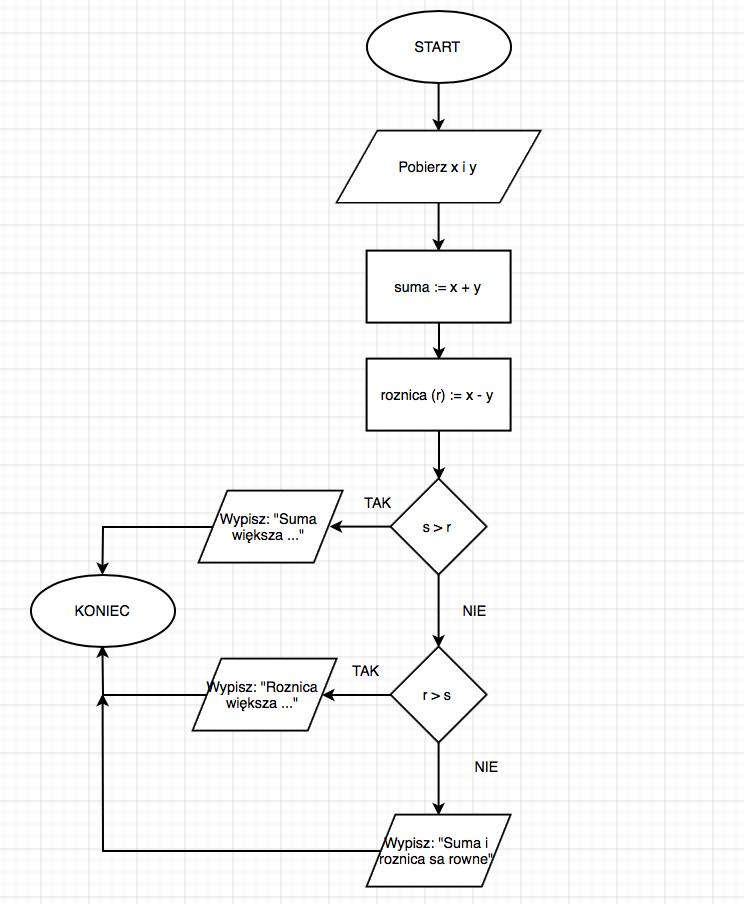 START
Pobierz x i y
suma := x + y
roznica (r) := x - y
s > r
TAK
Wypisz: "Suma
większa ..."
KONIEC
NIE
r > s
TAK
Wypisz: "Roznica
większa ..."
NIE
Wypisz: "Suma i
roznica sa rowne"